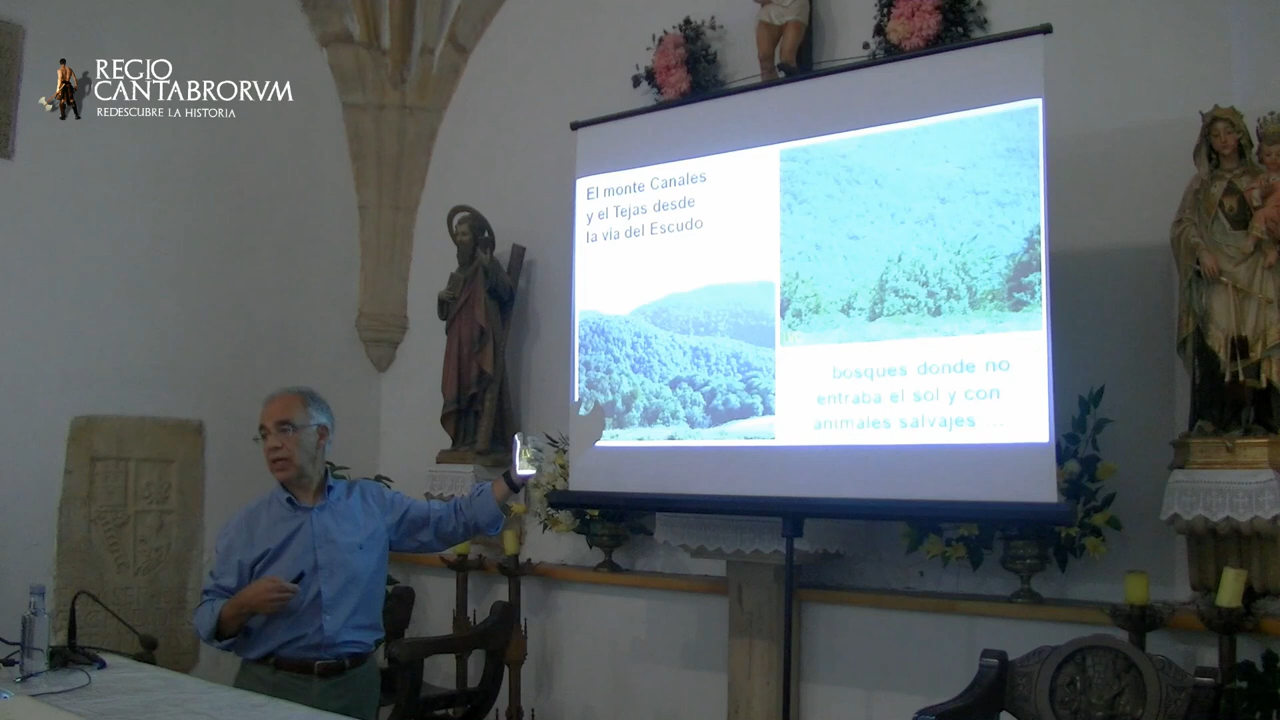 REGIO
CANTABRORVM
REDESCUBRE LA HISTORIA
El monte Canales
y el Tejas desde
la via del Escudo
bosques donde no
entraba el sol y con
animales salvajes ...